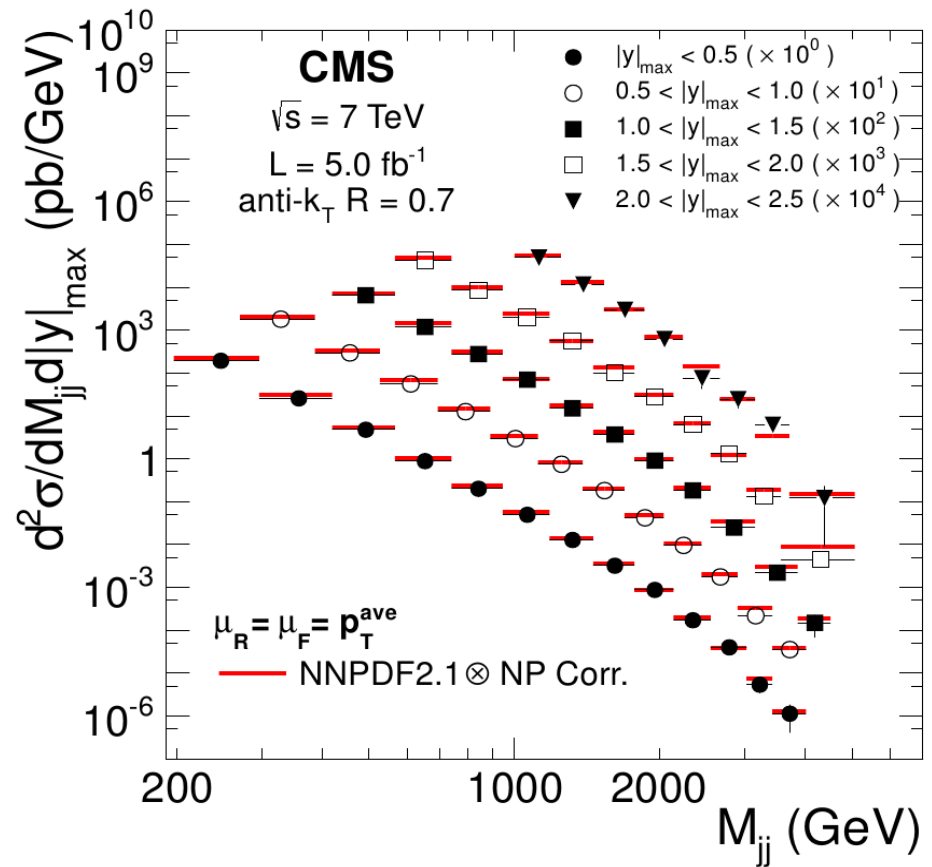 d²σ/dM_jj d|y|_max (pb/GeV)
10¹⁰
10⁹
10⁶
10³
1
10⁻³
10⁻⁶
CMS
√s = 7 TeV
L = 5.0 fb⁻¹
anti-k_T R = 0.7
|y|_max < 0.5 (× 10⁰)
0.5 < |y|_max < 1.0 (× 10¹)
1.0 < |y|_max < 1.5 (× 10²)
1.5 < |y|_max < 2.0 (× 10³)
2.0 < |y|_max < 2.5 (× 10⁴)
μ_R = μ_F = p_T^ave
NNPDF2.1 ⊗ NP Corr.
200 1000 2000
M_jj (GeV)